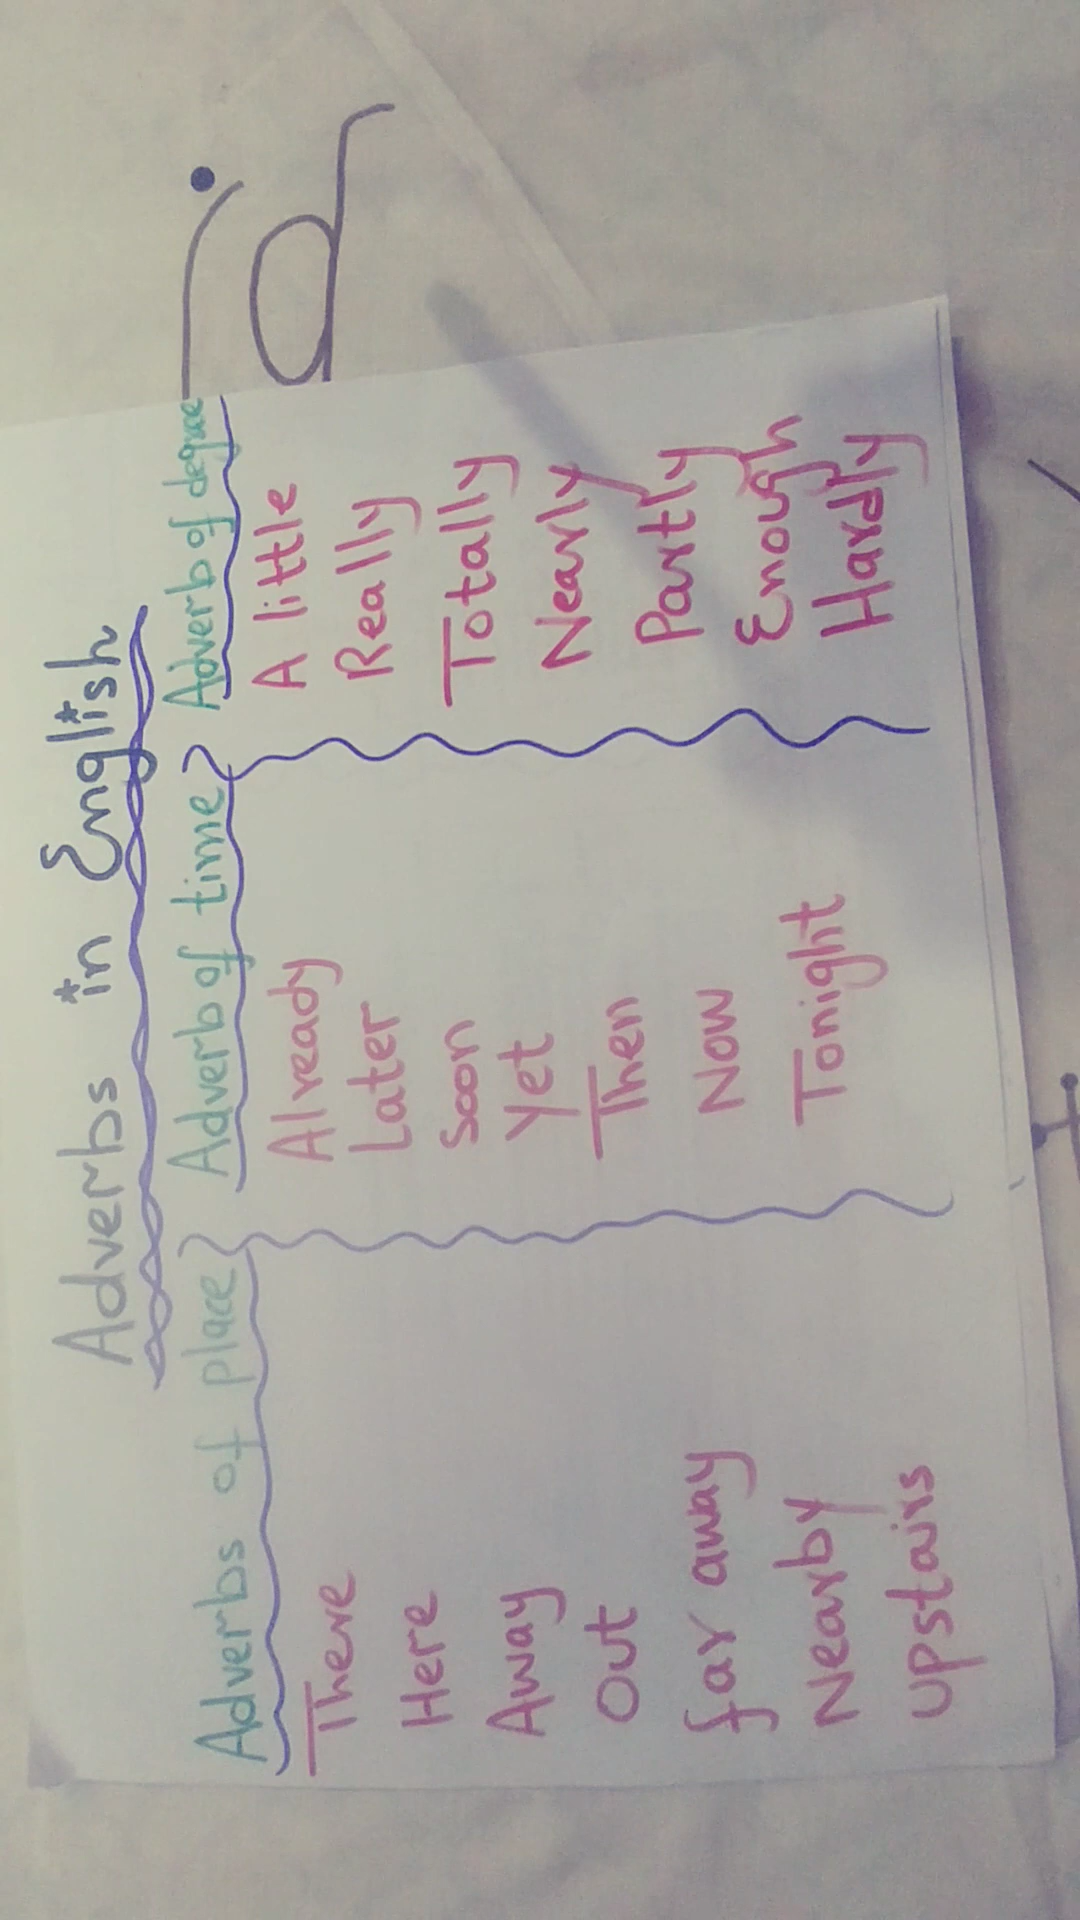 Adverbs in English
Adverbs of place
There
Here
Away
Out
far away
Nearby
upstairs
Adverb of time
Already
Later
Soon
Yet
Then
Now
Tonight
Adverb of degree
A little
Really
Totally
Nearly
Partly
Enough
Hardly